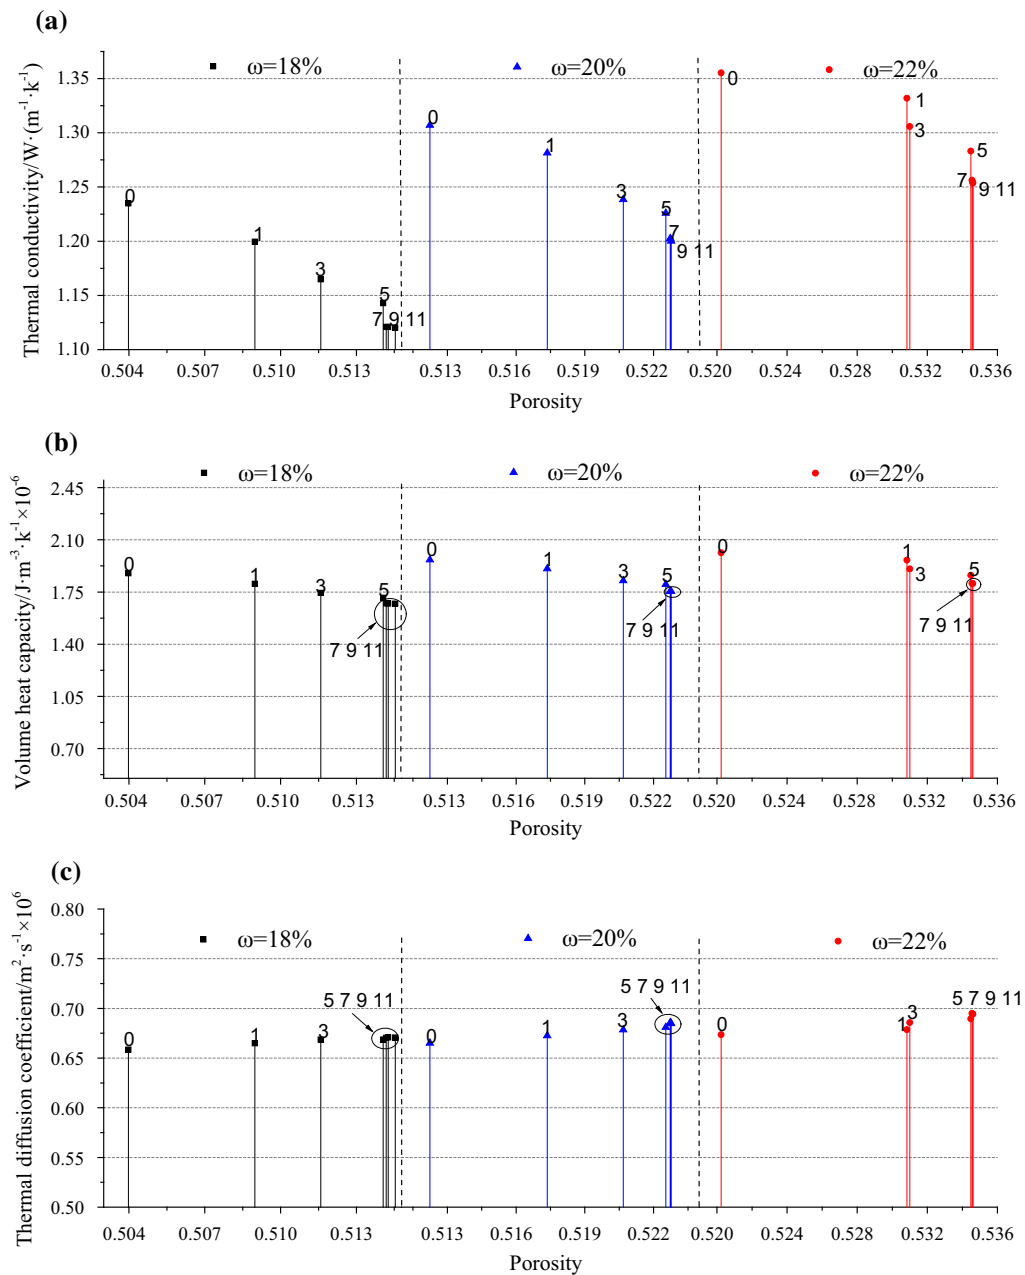 (a)
ω=18% ω=20% ω=22%
Thermal conductivity/W·(m⁻¹·k⁻¹)
1.35
1.30
1.25
1.20
1.15
1.10
0 1 3 5 7 9 11
0 1 3 5 7 9 11
0 1 3 5 7 9 11
0.504 0.507 0.510 0.513 0.513 0.516 0.519 0.522 0.520 0.524 0.528 0.532 0.536
Porosity
(b)
ω=18% ω=20% ω=22%
Volume heat capacity/J·m⁻³·k⁻¹×10⁻⁶
2.45
2.10
1.75
1.40
1.05
0.70
0 1 3 5 7 9 11
0 1 3 5 7 9 11
0 1 3 5 7 9 11
0.504 0.507 0.510 0.513 0.513 0.516 0.519 0.522 0.520 0.524 0.528 0.532 0.536
Porosity
(c)
ω=18% ω=20% ω=22%
Thermal diffusion coefficient/m²·s⁻¹×10⁶
0.80
0.75
0.70
0.65
0.60
0.55
0.50
0 1 3 5 7 9 11
0 1 3 5 7 9 11
0 1 3 5 7 9 11
0.504 0.507 0.510 0.513 0.513 0.516 0.519 0.522 0.520 0.524 0.528 0.532 0.536
Porosity